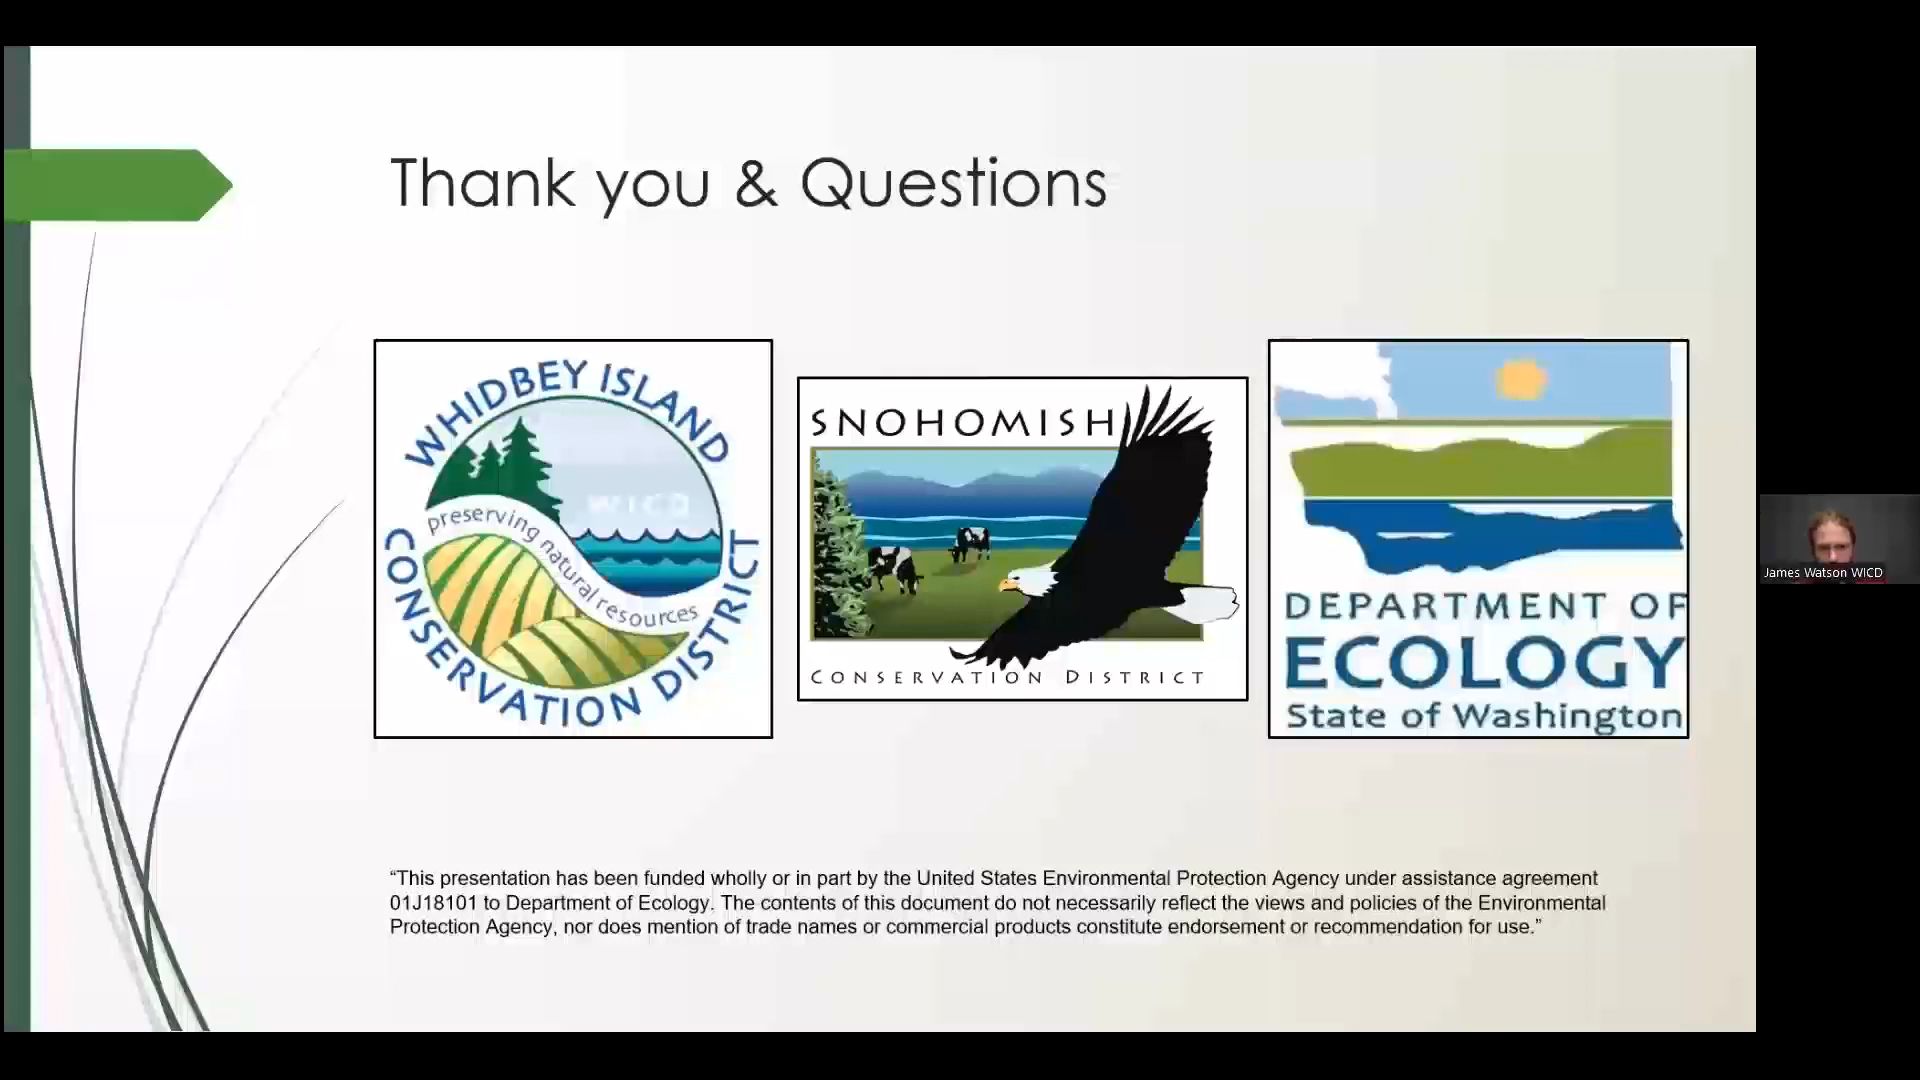 Thank you & Questions
WHIDBEY ISLAND
WICD
preserving natural resources
CONSERVATION DISTRICT
SNOHOMISH
CONSERVATION DISTRICT
DEPARTMENT OF
ECOLOGY
State of Washington
James Watson WICD
“This presentation has been funded wholly or in part by the United States Environmental Protection Agency under assistance agreement
01J18101 to Department of Ecology. The contents of this document do not necessarily reflect the views and policies of the Environmental
Protection Agency, nor does mention of trade names or commercial products constitute endorsement or recommendation for use.”